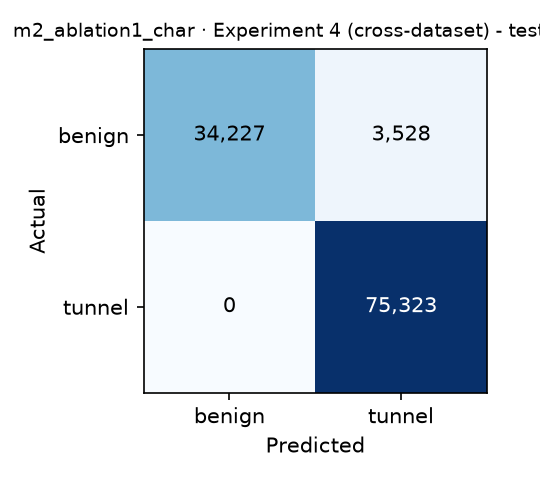 m2_ablation1_char · Experiment 4 (cross-dataset) - test
benign 34,227 3,528
Actual
tunnel 0 75,323
benign tunnel
Predicted